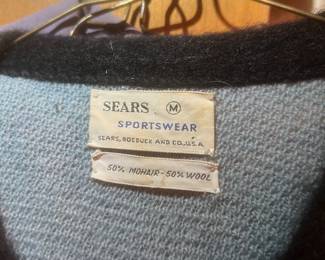 SEARS Ⓜ
SPORTSWEAR
SEARS, ROEBUCK AND CO., U.S.A.
50% MOHAIR - 50% WOOL